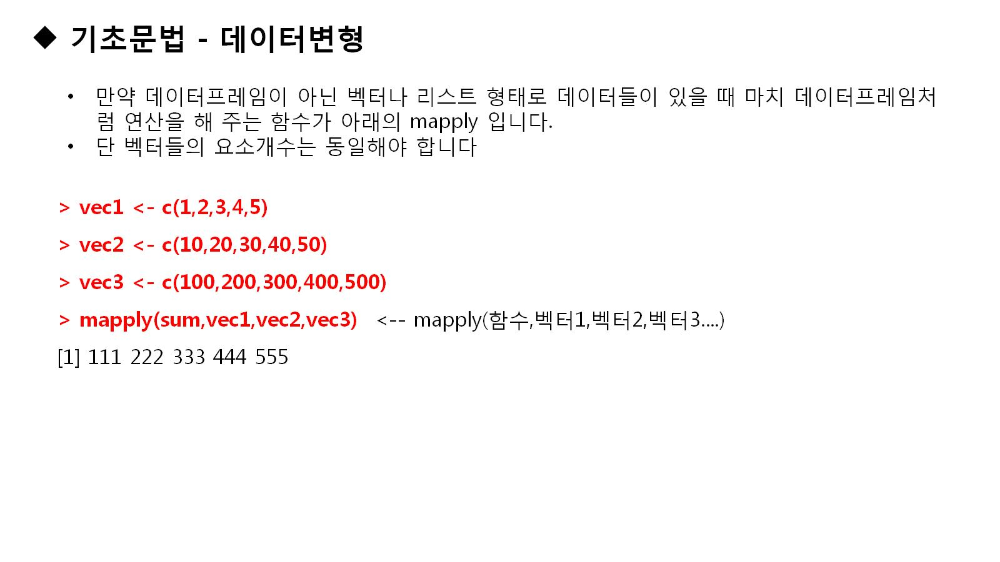 ◆ 기초문법 - 데이터변형
• 만약 데이터프레임이 아닌 벡터나 리스트 형태로 데이터들이 있을 때 마치 데이터프레임처
럼 연산을 해 주는 함수가 아래의 mapply 입니다.
• 단 벡터들의 요소개수는 동일해야 합니다
> vec1 <- c(1,2,3,4,5)
> vec2 <- c(10,20,30,40,50)
> vec3 <- c(100,200,300,400,500)
> mapply(sum,vec1,vec2,vec3) <-- mapply(함수,벡터1,벡터2,벡터3....)
[1] 111 222 333 444 555